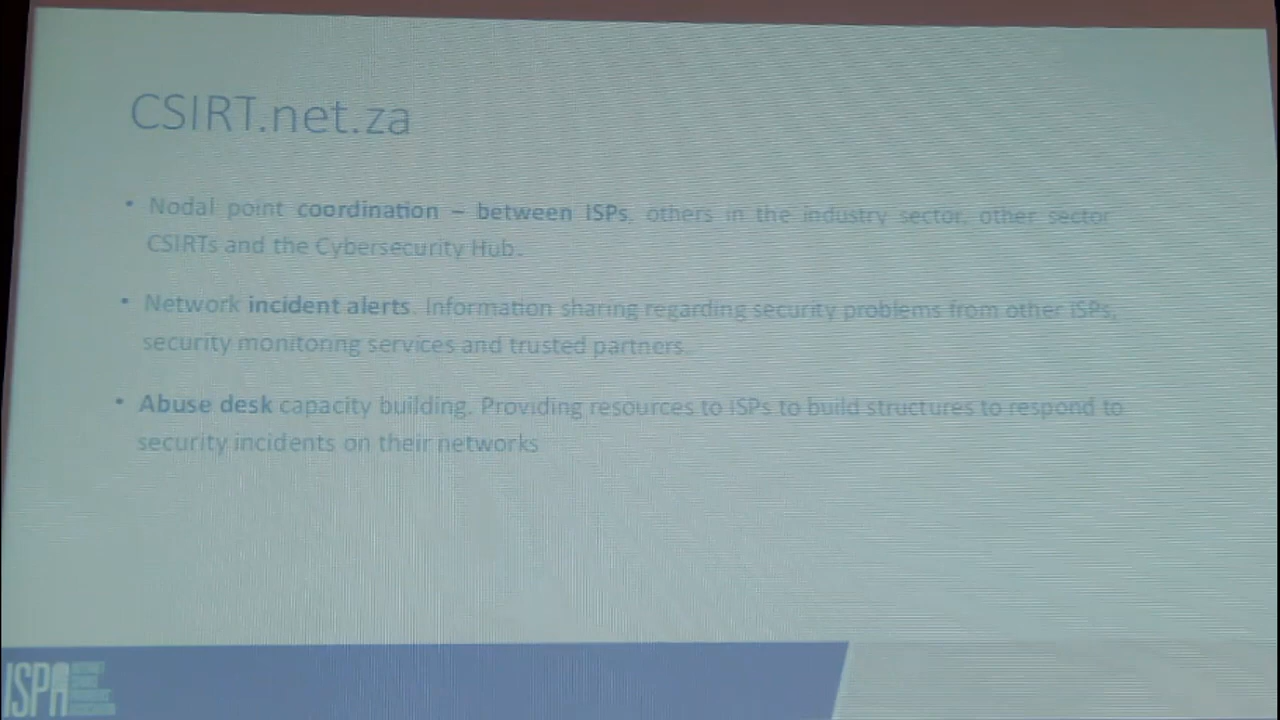 CSIRT.net.za
• Nodal point coordination – between ISPs, others in the industry sector, other sector
CSIRTs and the Cybersecurity Hub.
• Network incident alerts. Information sharing regarding security problems from other ISPs,
security monitoring services and trusted partners.
• Abuse desk capacity building. Providing resources to ISPs to build structures to respond to
security incidents on their networks
ISPA